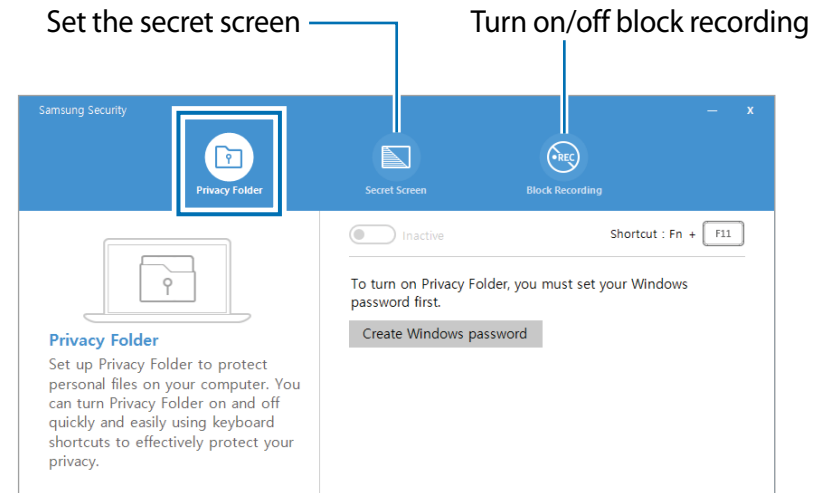 Set the secret screen
Turn on/off block recording
Samsung Security
— x
Privacy Folder
Secret Screen
REC
Block Recording
Inactive
Shortcut : Fn + F11
To turn on Privacy Folder, you must set your Windows
password first.
Create Windows password
Privacy Folder
Set up Privacy Folder to protect
personal files on your computer. You
can turn Privacy Folder on and off
quickly and easily using keyboard
shortcuts to effectively protect your
privacy.